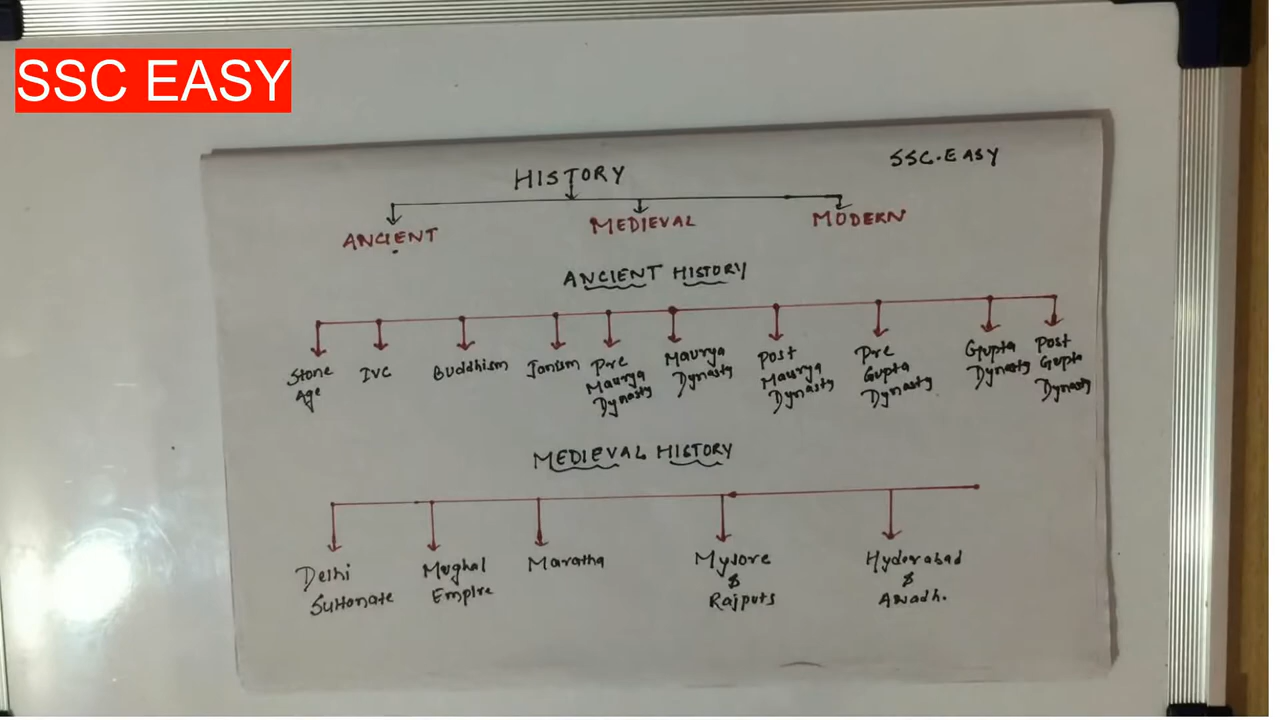 SSC EASY
SSC.EASY
HISTORY
ANCIENT MEDIEVAL MODERN
ANCIENT HISTORY
Stone Age
IVC
Buddhism
Janism
Pre Maurya Dynasty
Maurya Dynasty
Post Maurya Dynasty
Pre Gupta Dynasty
Gupta Dynasty
Post Gupta Dynasty
MEDIEVAL HISTORY
Delhi Sultonate
Mughal Empire
Maratha
Mysore & Rajputs
Hyderabad & Awadh.